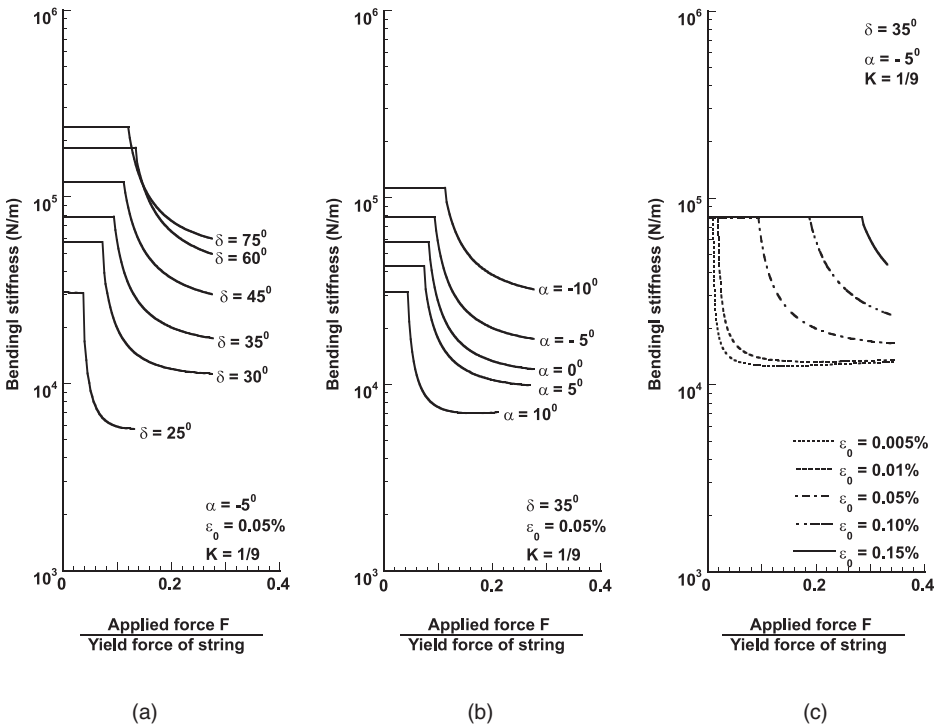 10⁶
10⁵
10⁴
10³
Bendingl stiffness (N/m)
δ = 75⁰
δ = 60⁰
δ = 45⁰
δ = 35⁰
δ = 30⁰
δ = 25⁰
α = -5⁰
ε₀ = 0.05%
K = 1/9
0
0.2
0.4
Applied force F
Yield force of string
(a)
10⁶
10⁵
10⁴
10³
Bendingl stiffness (N/m)
α = -10⁰
α = - 5⁰
α = 0⁰
α = 5⁰
α = 10⁰
δ = 35⁰
ε₀ = 0.05%
K = 1/9
0
0.2
0.4
Applied force F
Yield force of string
(b)
10⁶
10⁵
10⁴
10³
Bendingl stiffness (N/m)
δ = 35⁰
α = - 5⁰
K = 1/9
ε₀ = 0.005%
ε₀ = 0.01%
ε₀ = 0.05%
ε₀ = 0.10%
ε₀ = 0.15%
0
0.2
0.4
Applied force F
Yield force of string
(c)